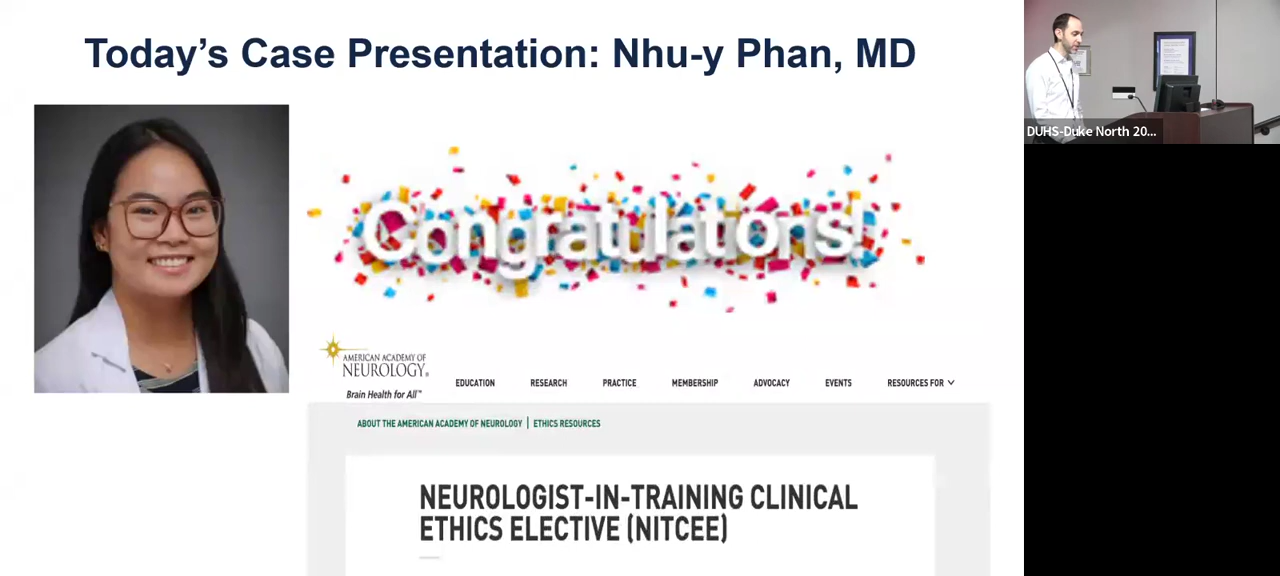 Today's Case Presentation: Nhu-y Phan, MD
DUHS-Duke North 20...
Congratulations!
AMERICAN ACADEMY OF
NEUROLOGY®
Brain Health for All™
EDUCATION RESEARCH PRACTICE MEMBERSHIP ADVOCACY EVENTS RESOURCES FOR
ABOUT THE AMERICAN ACADEMY OF NEUROLOGY | ETHICS RESOURCES
NEUROLOGIST-IN-TRAINING CLINICAL
ETHICS ELECTIVE (NITCEE)